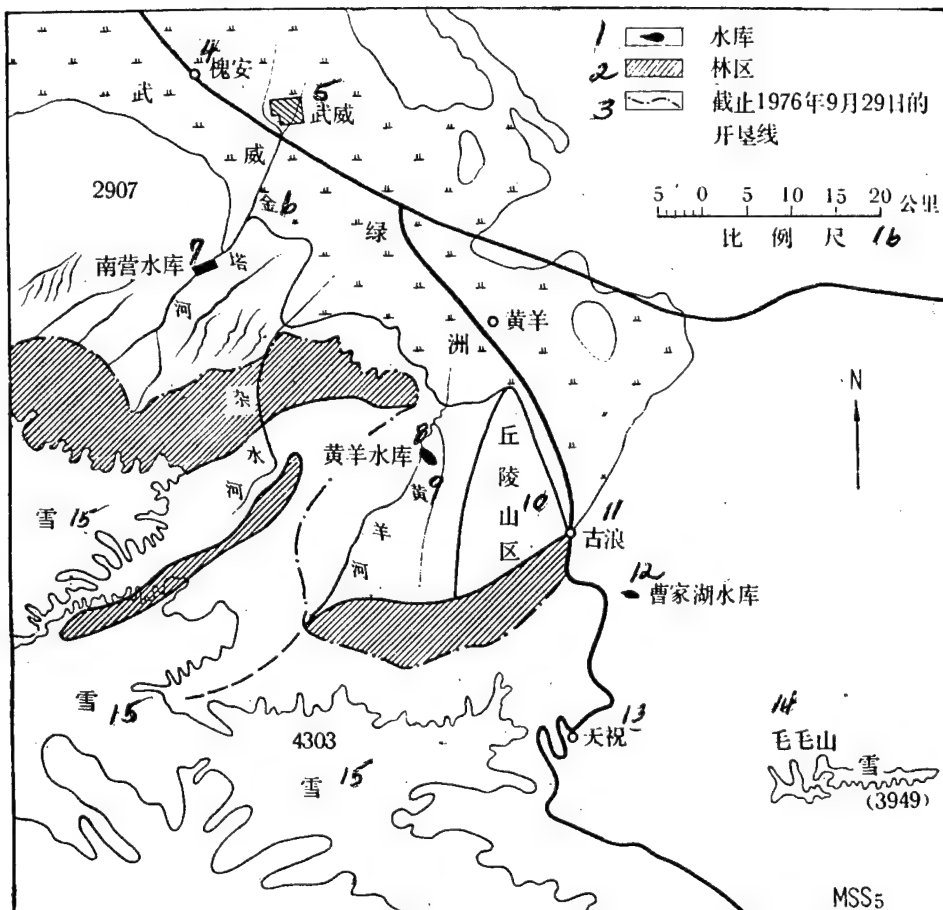 1 水库
2 林区
3 截止1976年9月29日的
开垦线
5 0 5 10 15 20 公里
比例尺 16
4 槐安
5 武威
武威绿洲
2907
金 6
塔
河
7
南营水库
黄羊
N
杂
水
河
8
黄羊水库
9
黄
羊
河
丘陵山区
10
11
古浪
12
曹家湖水库
雪 15
雪 15
4303
雪 15
13
天祝
14
毛毛山
雪
(3949)
MSS5